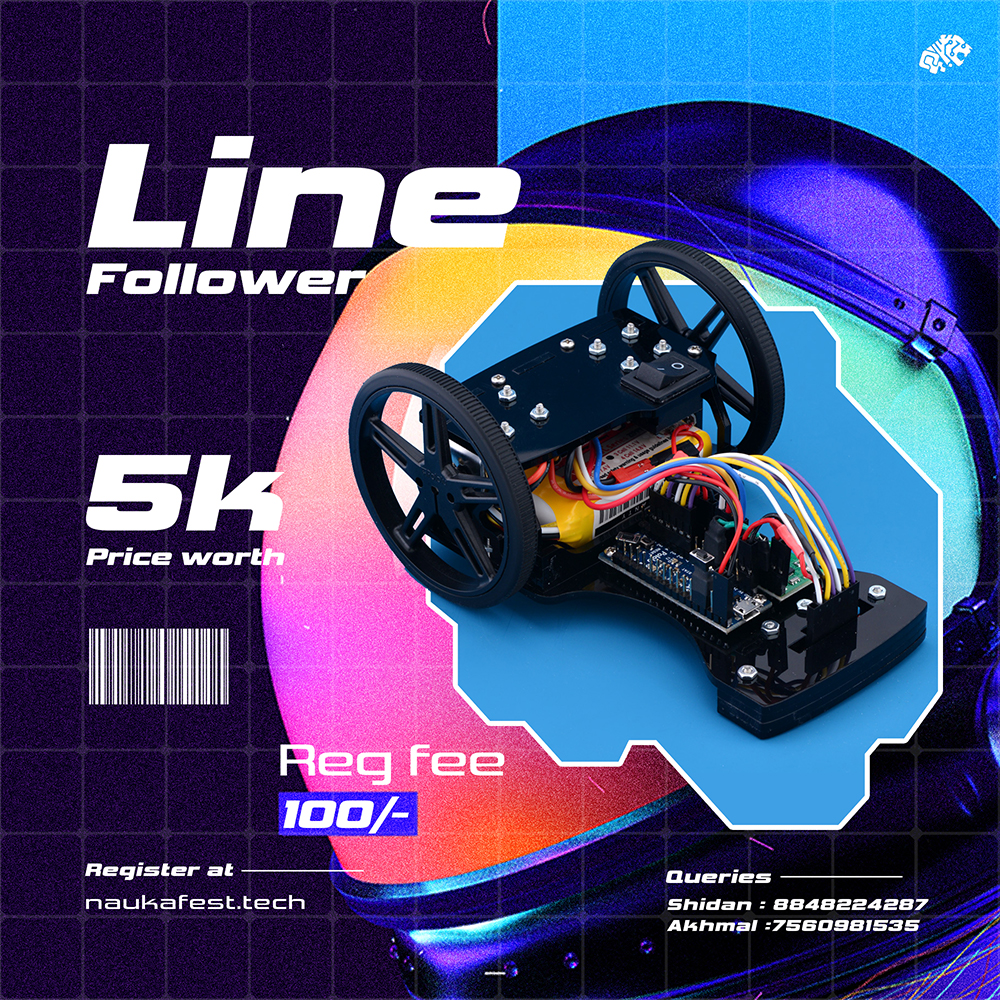 Line
Follower
5k
Price worth
Reg fee
100/-
Register at
naukafest.tech
Queries
Shidan : 8848224287
Akhmal :7560981535